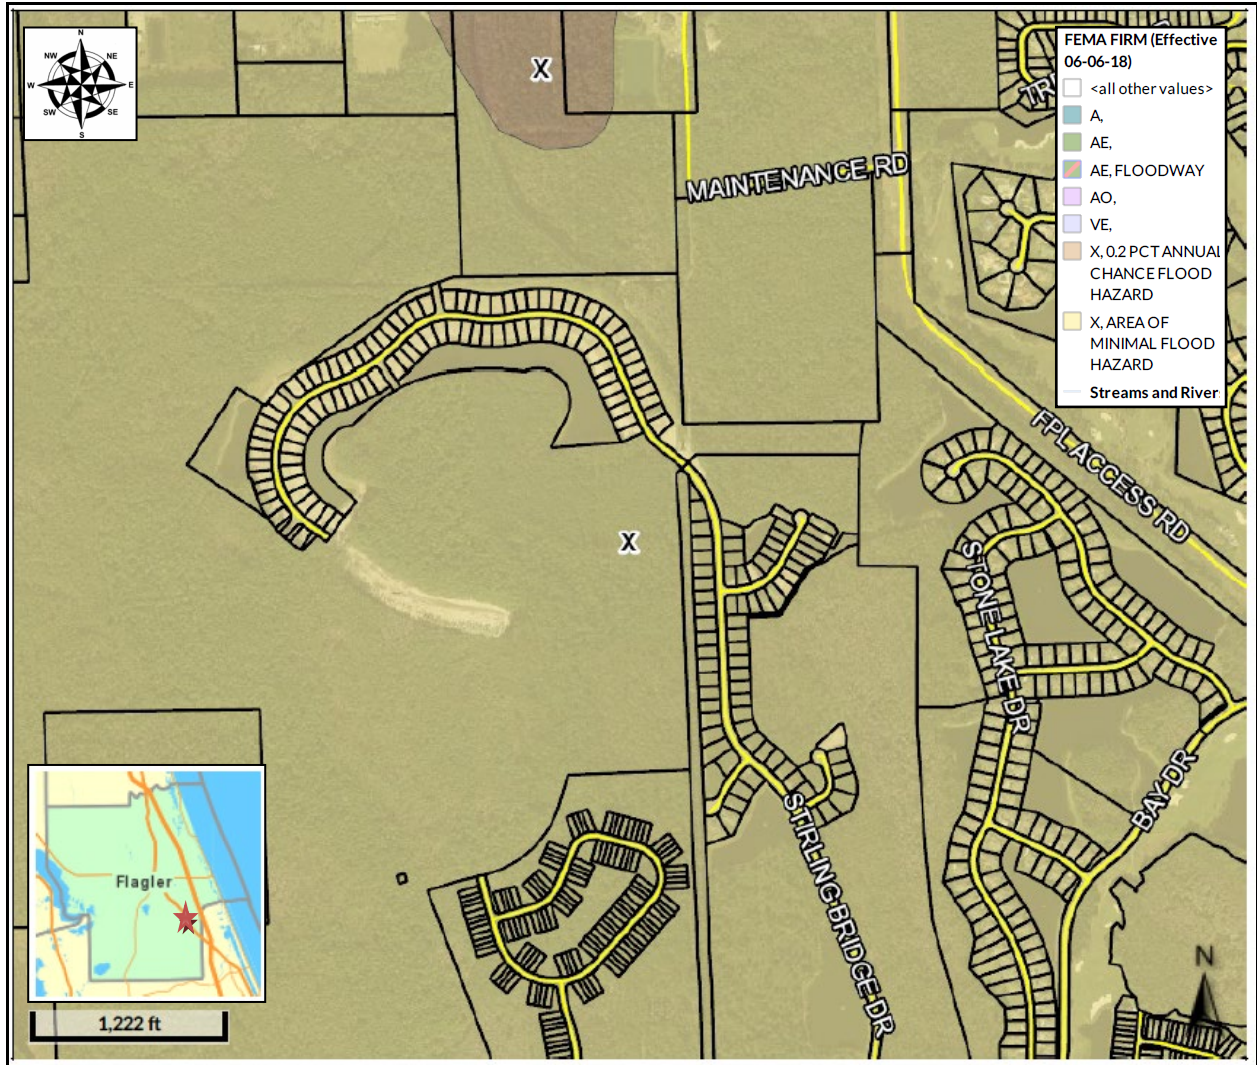 N
NW
NE
W
E
SW
SE
S
X
MAINTENANCE RD
FEMA FIRM (Effective
06-06-18)
<all other values>
A,
AE,
AE, FLOODWAY
AO,
VE,
X, 0.2 PCT ANNUAL
CHANCE FLOOD
HAZARD
X, AREA OF
MINIMAL FLOOD
HAZARD
Streams and River
FPL ACCESS RD
X
STONE LAKE DR
BAY DR
STIRLING BRIDGE DR
Flagler
N
1,222 ft